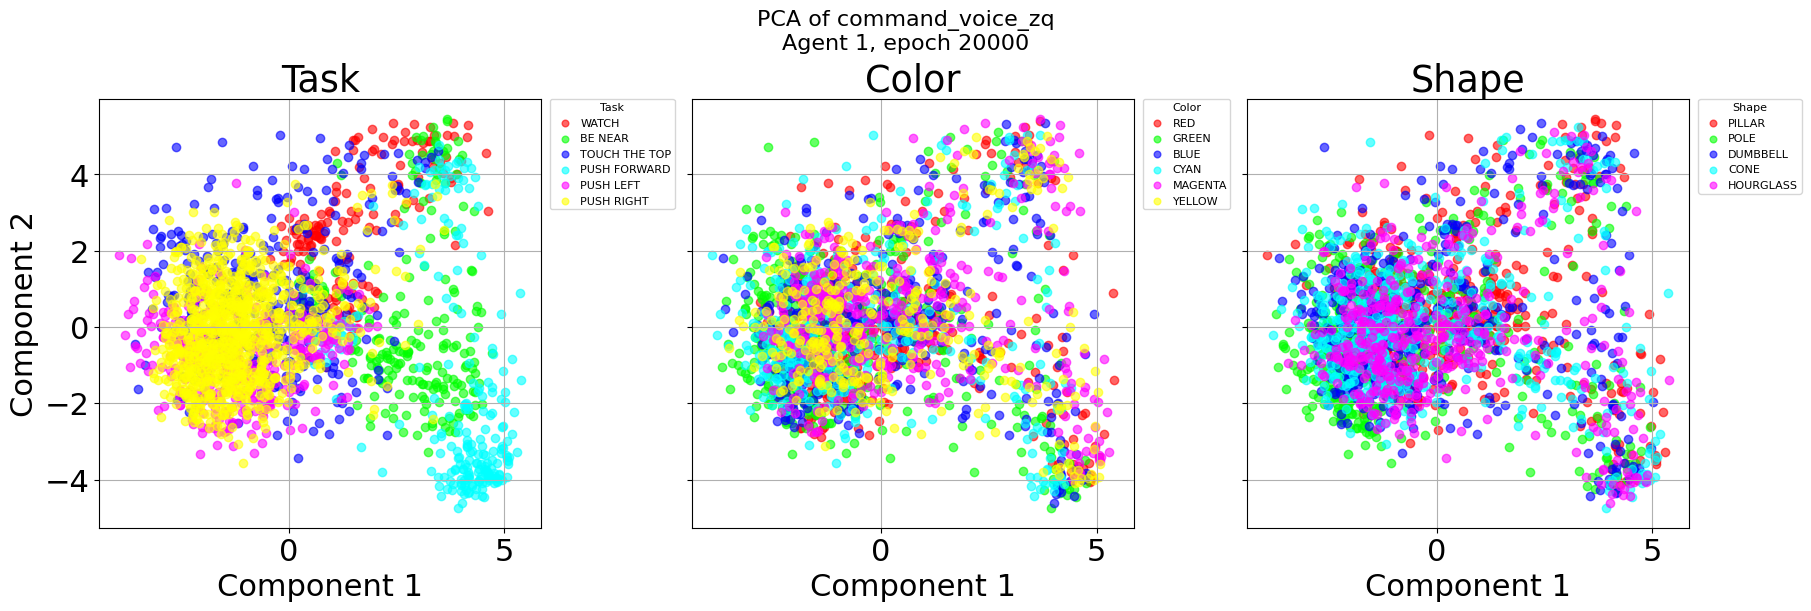 PCA of command_voice_zq
Agent 1, epoch 20000
Task
Component 2
4
2
0
−2
−4
0
5
Component 1
Task
WATCH
BE NEAR
TOUCH THE TOP
PUSH FORWARD
PUSH LEFT
PUSH RIGHT
Color
0
5
Component 1
Color
RED
GREEN
BLUE
CYAN
MAGENTA
YELLOW
Shape
0
5
Component 1
Shape
PILLAR
POLE
DUMBBELL
CONE
HOURGLASS